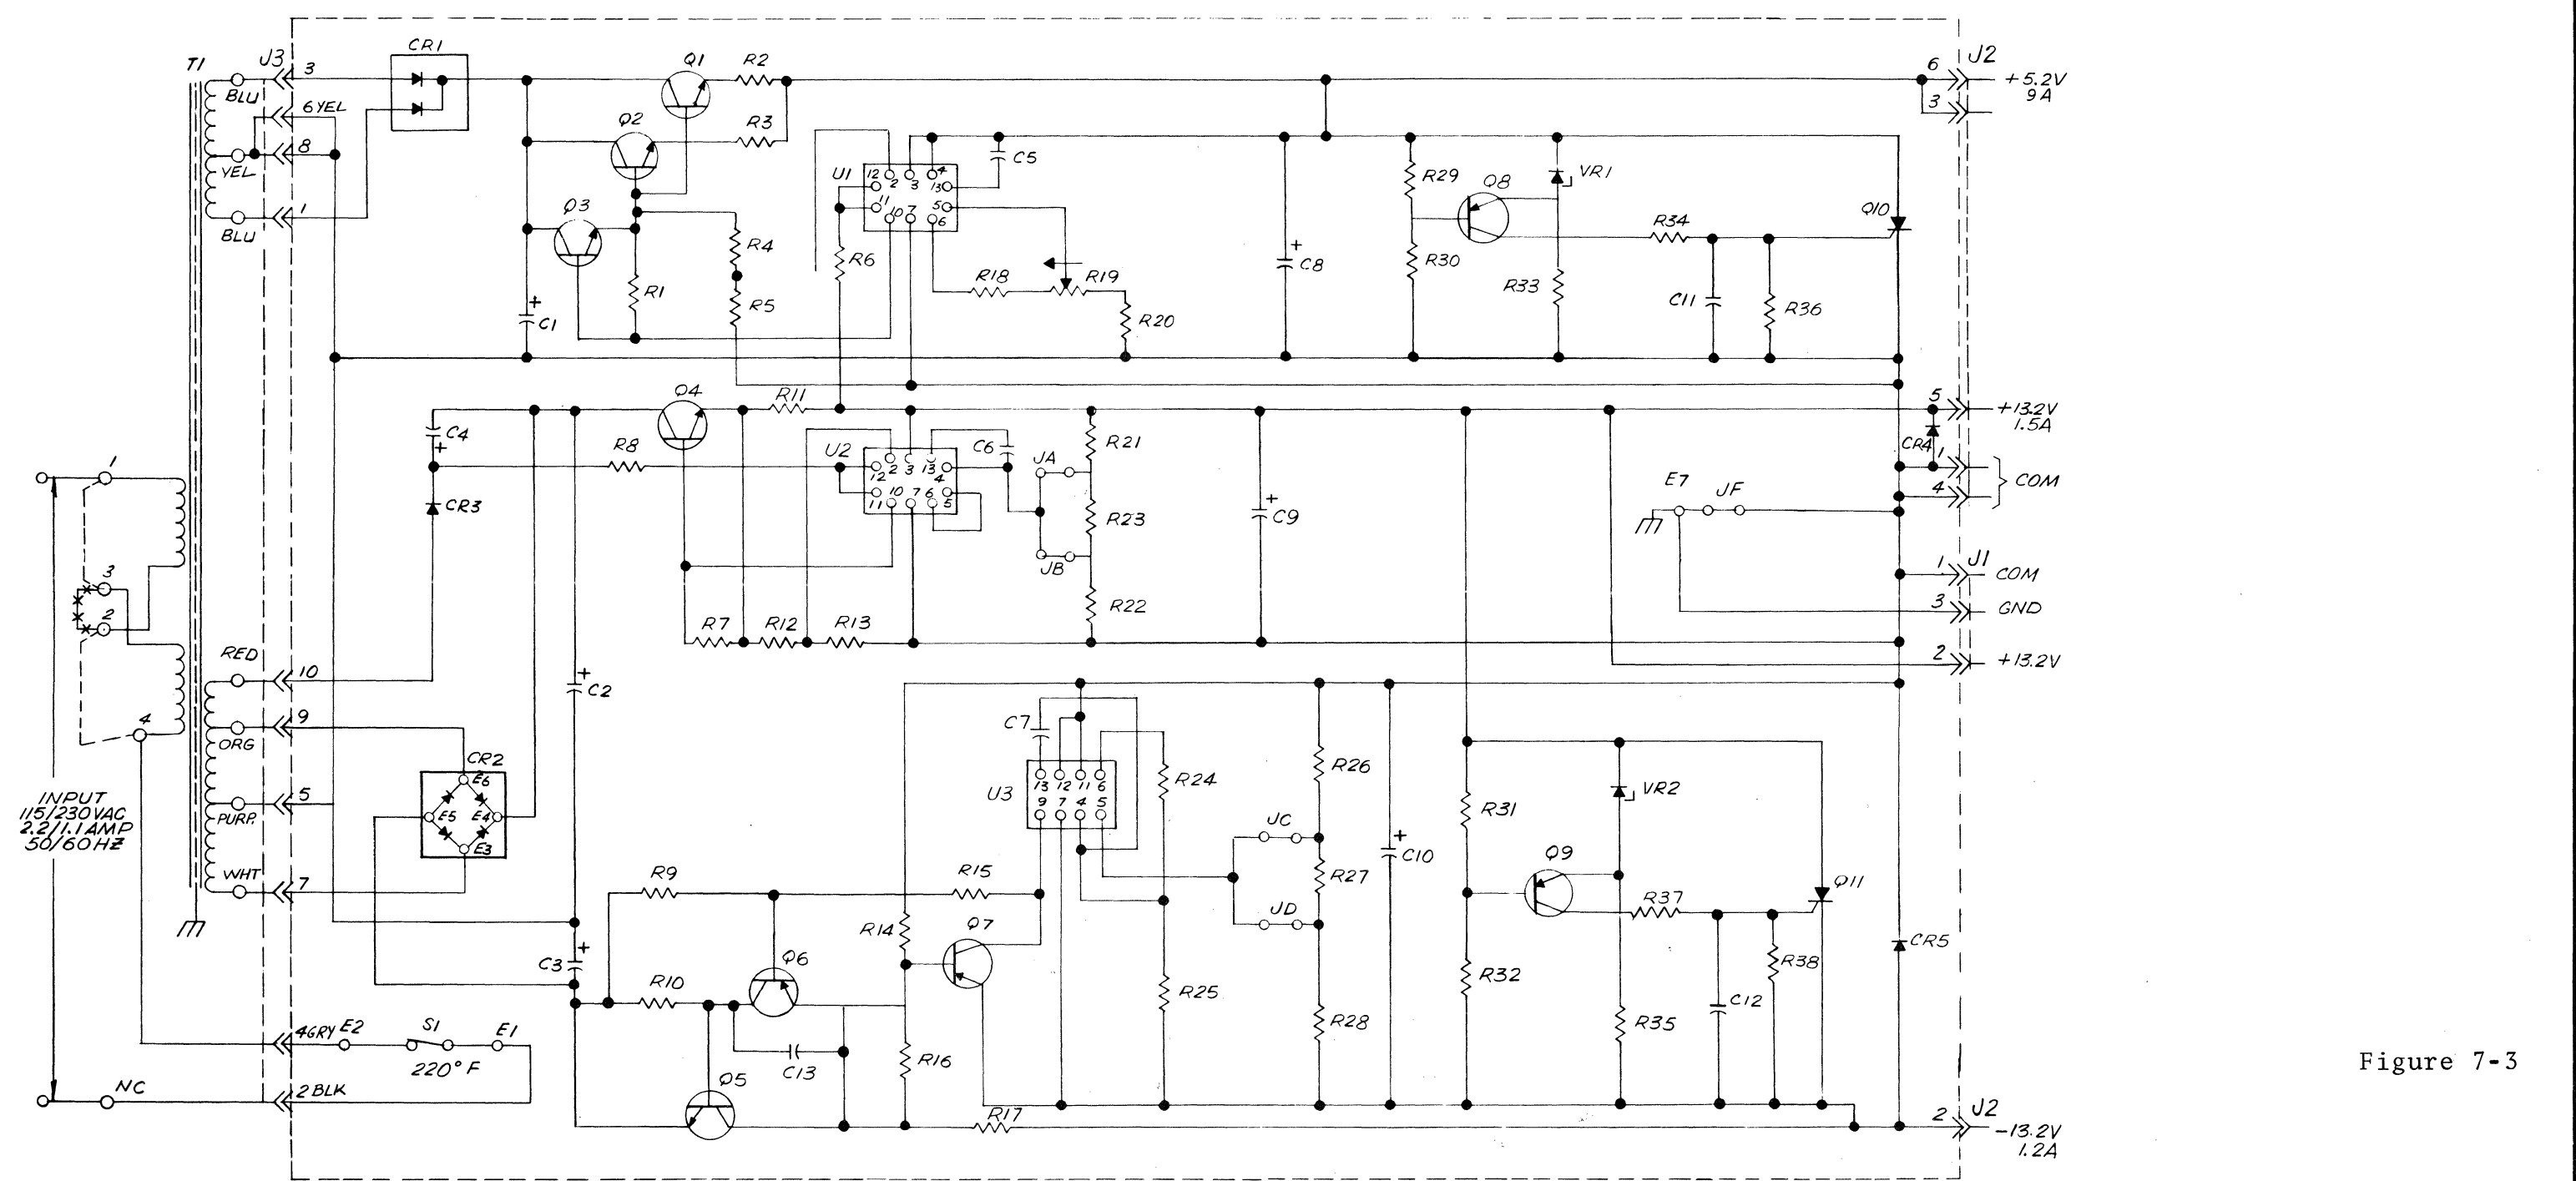 T1
J3
3
BLU
6 YEL
8
YEL
1
BLU
CR1
Q1
R2
Q2
R3
Q3
R4
R1
R5
+
C1
U1
12
2
3
4
13
11
10
7
5
6
C5
R6
R18
R19
R20
+
C8
R29
R30
Q8
VR1
R33
R34
C11
R36
Q10
6
J2
+5.2V
9A
3
C4
+
CR3
R8
Q4
R11
U2
12
2
3
13
4
11
10
7
6
5
C6
JA
JB
R21
R23
R22
+
C9
R7
R12
R13
5
+13.2V
1.5A
CR4
1
4
COM
E7
JF
1
J1
COM
3
GND
2
+13.2V
1
3
2
4
INPUT
115/230VAC
2.2/1.1 AMP
50/60 HZ
RED
10
9
ORG
5
PURP.
WHT
7
CR2
E6
E5
E4
E3
+
C2
+
C3
R9
R15
R10
Q6
R14
Q7
C13
R16
Q5
R17
C7
U3
13
12
11
6
9
7
4
5
R24
R25
JC
JD
R26
R27
R28
+
C10
R31
R32
VR2
Q9
R37
R35
C12
R38
Q11
CR5
4 GRY
E2
S1
E1
220° F
NC
2 BLK
2
J2
-13.2V
1.2A
Figure 7-3